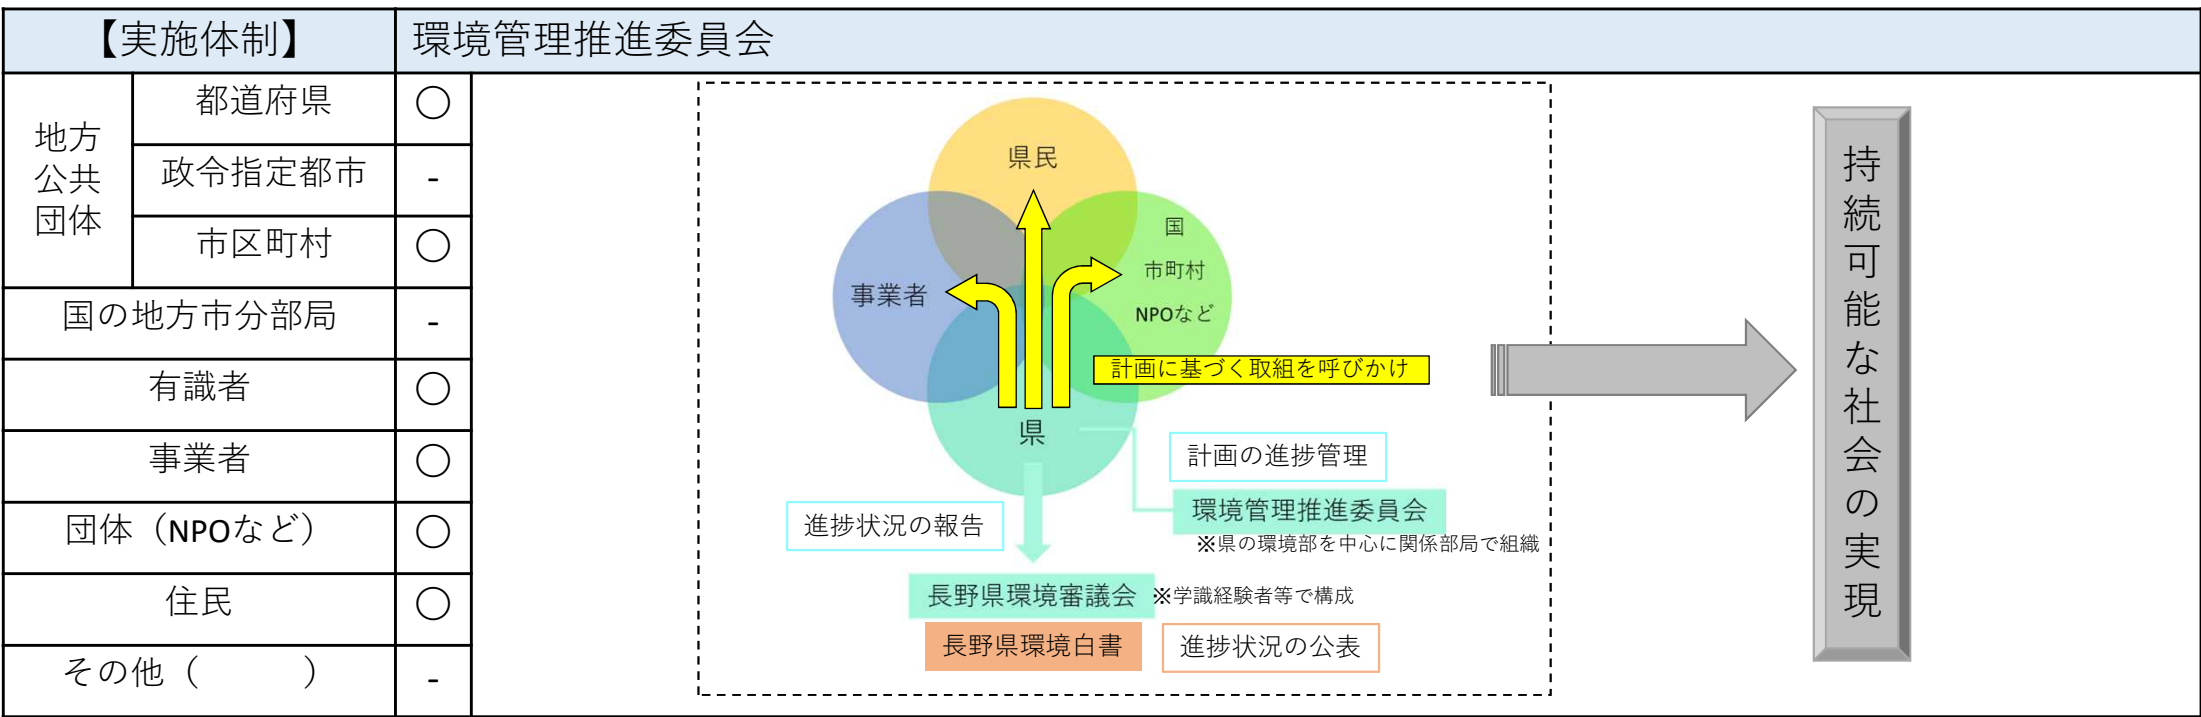 【実施体制】
環境管理推進委員会
地方
公共
団体
都道府県
○
政令指定都市
-
市区町村
○
国の地方市分部局
-
有識者
○
事業者
○
団体（NPOなど）
○
住民
○
その他（　　　）
-
県民
事業者
国
市町村
NPOなど
計画に基づく取組を呼びかけ
県
計画の進捗管理
環境管理推進委員会
※県の環境部を中心に関係部局で組織
進捗状況の報告
長野県環境審議会
※学識経験者等で構成
長野県環境白書
進捗状況の公表
持続可能な社会の実現